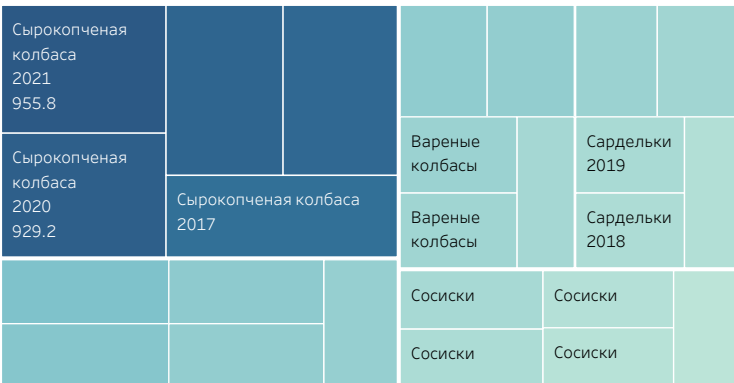 Сырокопченая
колбаса
2021
955.8
Сырокопченая
колбаса
2020
929.2
Сырокопченая колбаса
2017
Вареные
колбасы
Вареные
колбасы
Сардельки
2019
Сардельки
2018
Сосиски
Сосиски
Сосиски
Сосиски